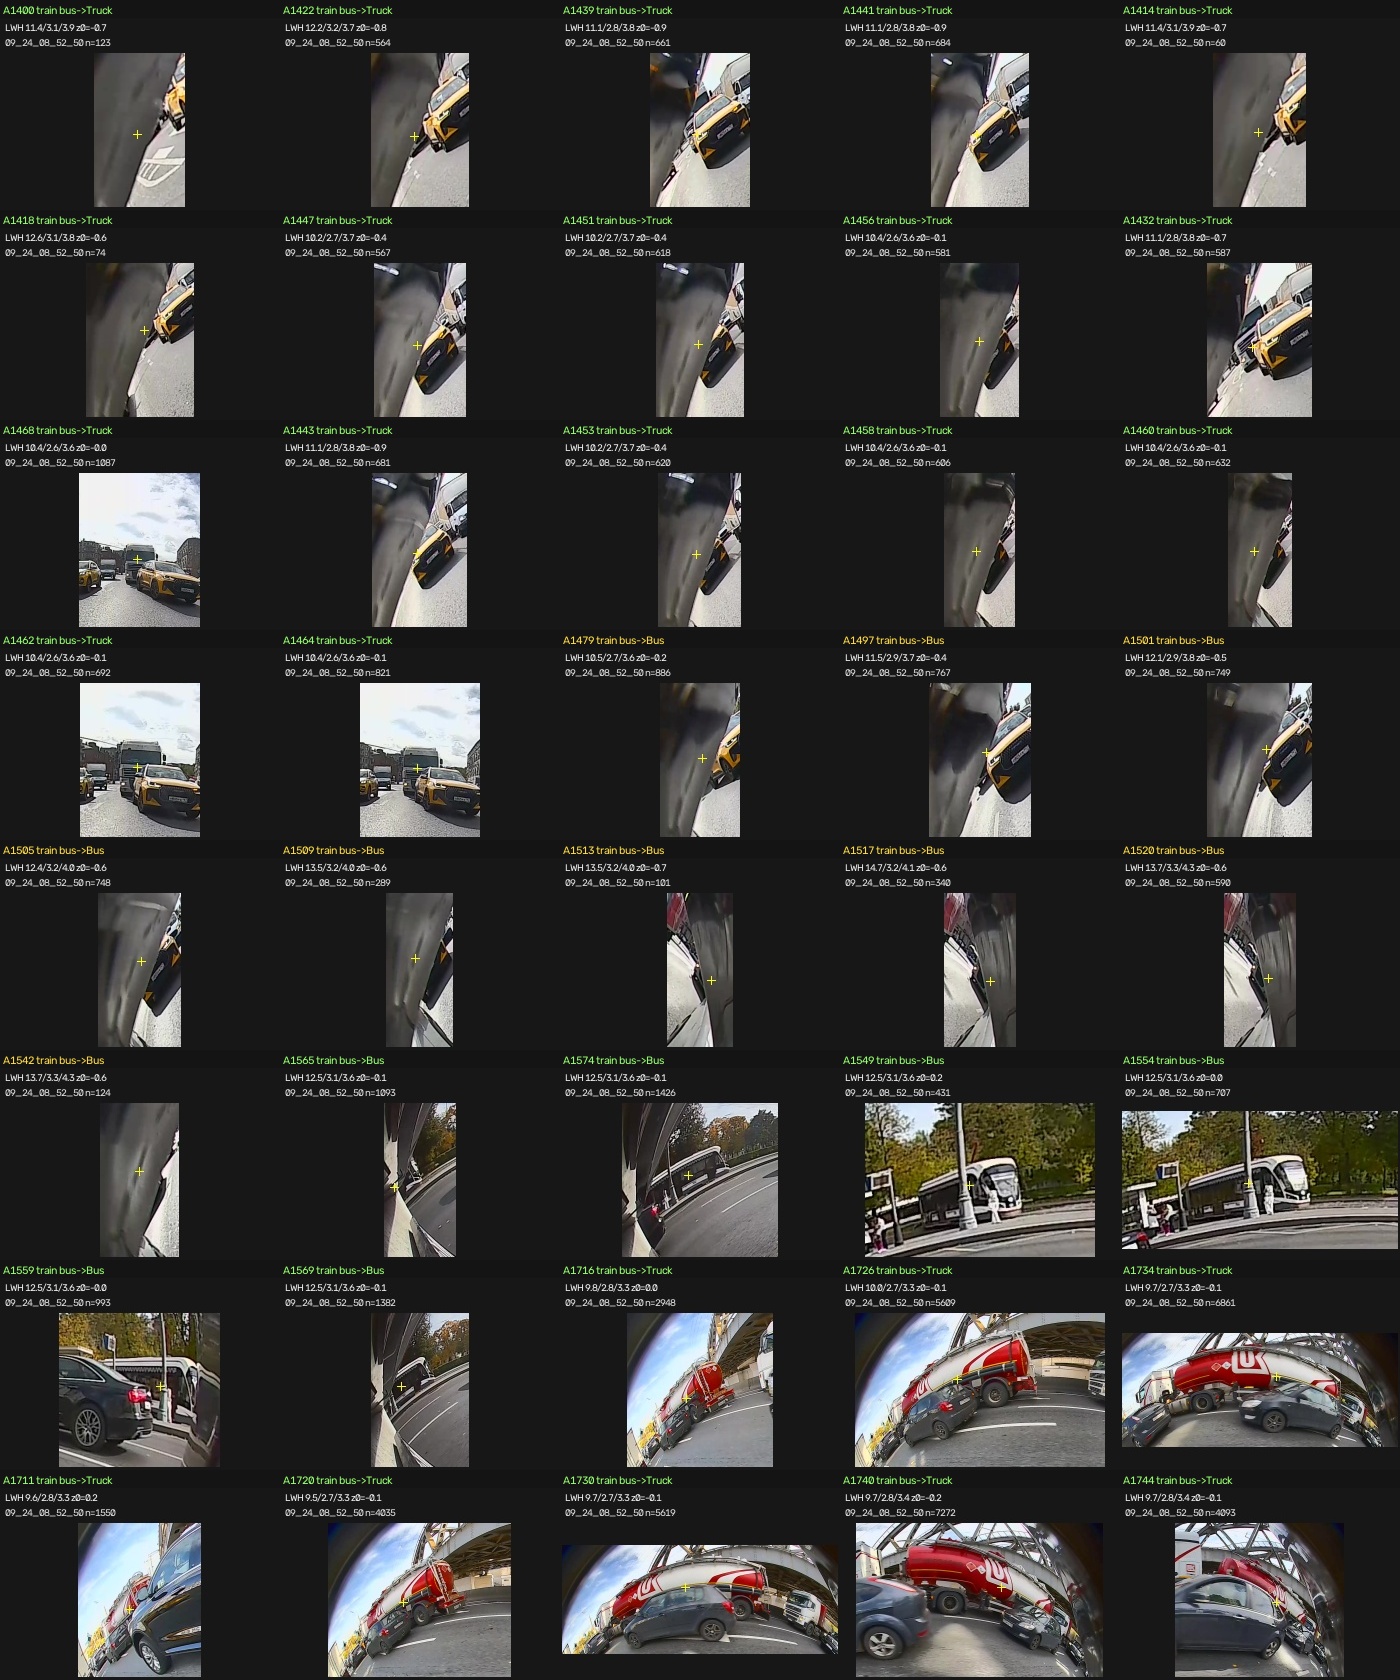 A1400 train bus->Truck
LWH 11.4/3.1/3.9 z0=-0.7
09_24_08_52_50 n=123
A1422 train bus->Truck
LWH 12.2/3.2/3.7 z0=-0.8
09_24_08_52_50 n=564
A1439 train bus->Truck
LWH 11.1/2.8/3.8 z0=-0.9
09_24_08_52_50 n=661
A1441 train bus->Truck
LWH 11.1/2.8/3.8 z0=-0.9
09_24_08_52_50 n=684
A1414 train bus->Truck
LWH 11.4/3.1/3.9 z0=-0.7
09_24_08_52_50 n=60
A1418 train bus->Truck
LWH 12.6/3.1/3.8 z0=-0.6
09_24_08_52_50 n=74
A1447 train bus->Truck
LWH 10.2/2.7/3.7 z0=-0.4
09_24_08_52_50 n=567
A1451 train bus->Truck
LWH 10.2/2.7/3.7 z0=-0.4
09_24_08_52_50 n=618
A1456 train bus->Truck
LWH 10.4/2.6/3.6 z0=-0.1
09_24_08_52_50 n=581
A1432 train bus->Truck
LWH 11.1/2.8/3.8 z0=-0.7
09_24_08_52_50 n=587
A1468 train bus->Truck
LWH 10.4/2.6/3.6 z0=-0.0
09_24_08_52_50 n=1087
A1443 train bus->Truck
LWH 11.1/2.8/3.8 z0=-0.9
09_24_08_52_50 n=681
A1453 train bus->Truck
LWH 10.2/2.7/3.7 z0=-0.4
09_24_08_52_50 n=620
A1458 train bus->Truck
LWH 10.4/2.6/3.6 z0=-0.1
09_24_08_52_50 n=606
A1460 train bus->Truck
LWH 10.4/2.6/3.6 z0=-0.1
09_24_08_52_50 n=632
A1462 train bus->Truck
LWH 10.4/2.6/3.6 z0=-0.1
09_24_08_52_50 n=692
A1464 train bus->Truck
LWH 10.4/2.6/3.6 z0=-0.1
09_24_08_52_50 n=821
A1479 train bus->Bus
LWH 10.5/2.7/3.6 z0=-0.2
09_24_08_52_50 n=886
A1497 train bus->Bus
LWH 11.5/2.9/3.7 z0=-0.4
09_24_08_52_50 n=767
A1501 train bus->Bus
LWH 12.1/2.9/3.8 z0=-0.5
09_24_08_52_50 n=749
A1505 train bus->Bus
LWH 12.4/3.2/4.0 z0=-0.6
09_24_08_52_50 n=748
A1509 train bus->Bus
LWH 13.5/3.2/4.0 z0=-0.6
09_24_08_52_50 n=289
A1513 train bus->Bus
LWH 13.5/3.2/4.0 z0=-0.7
09_24_08_52_50 n=101
A1517 train bus->Bus
LWH 14.7/3.2/4.1 z0=-0.6
09_24_08_52_50 n=340
A1520 train bus->Bus
LWH 13.7/3.3/4.3 z0=-0.6
09_24_08_52_50 n=590
A1542 train bus->Bus
LWH 13.7/3.3/4.3 z0=-0.6
09_24_08_52_50 n=124
A1565 train bus->Bus
LWH 12.5/3.1/3.6 z0=-0.1
09_24_08_52_50 n=1093
A1574 train bus->Bus
LWH 12.5/3.1/3.6 z0=-0.1
09_24_08_52_50 n=1426
A1549 train bus->Bus
LWH 12.5/3.1/3.6 z0=0.2
09_24_08_52_50 n=431
A1554 train bus->Bus
LWH 12.5/3.1/3.6 z0=0.0
09_24_08_52_50 n=707
A1559 train bus->Bus
LWH 12.5/3.1/3.6 z0=-0.0
09_24_08_52_50 n=993
A1569 train bus->Bus
LWH 12.5/3.1/3.6 z0=-0.1
09_24_08_52_50 n=1382
A1716 train bus->Truck
LWH 9.8/2.8/3.3 z0=0.0
09_24_08_52_50 n=2948
A1726 train bus->Truck
LWH 10.0/2.7/3.3 z0=-0.1
09_24_08_52_50 n=5609
A1734 train bus->Truck
LWH 9.7/2.7/3.3 z0=-0.1
09_24_08_52_50 n=6861
A1711 train bus->Truck
LWH 9.6/2.8/3.3 z0=0.2
09_24_08_52_50 n=1550
A1720 train bus->Truck
LWH 9.5/2.7/3.3 z0=-0.1
09_24_08_52_50 n=4035
A1730 train bus->Truck
LWH 9.7/2.7/3.3 z0=-0.1
09_24_08_52_50 n=5619
A1740 train bus->Truck
LWH 9.7/2.8/3.4 z0=-0.2
09_24_08_52_50 n=7272
A1744 train bus->Truck
LWH 9.7/2.8/3.4 z0=-0.1
09_24_08_52_50 n=4093